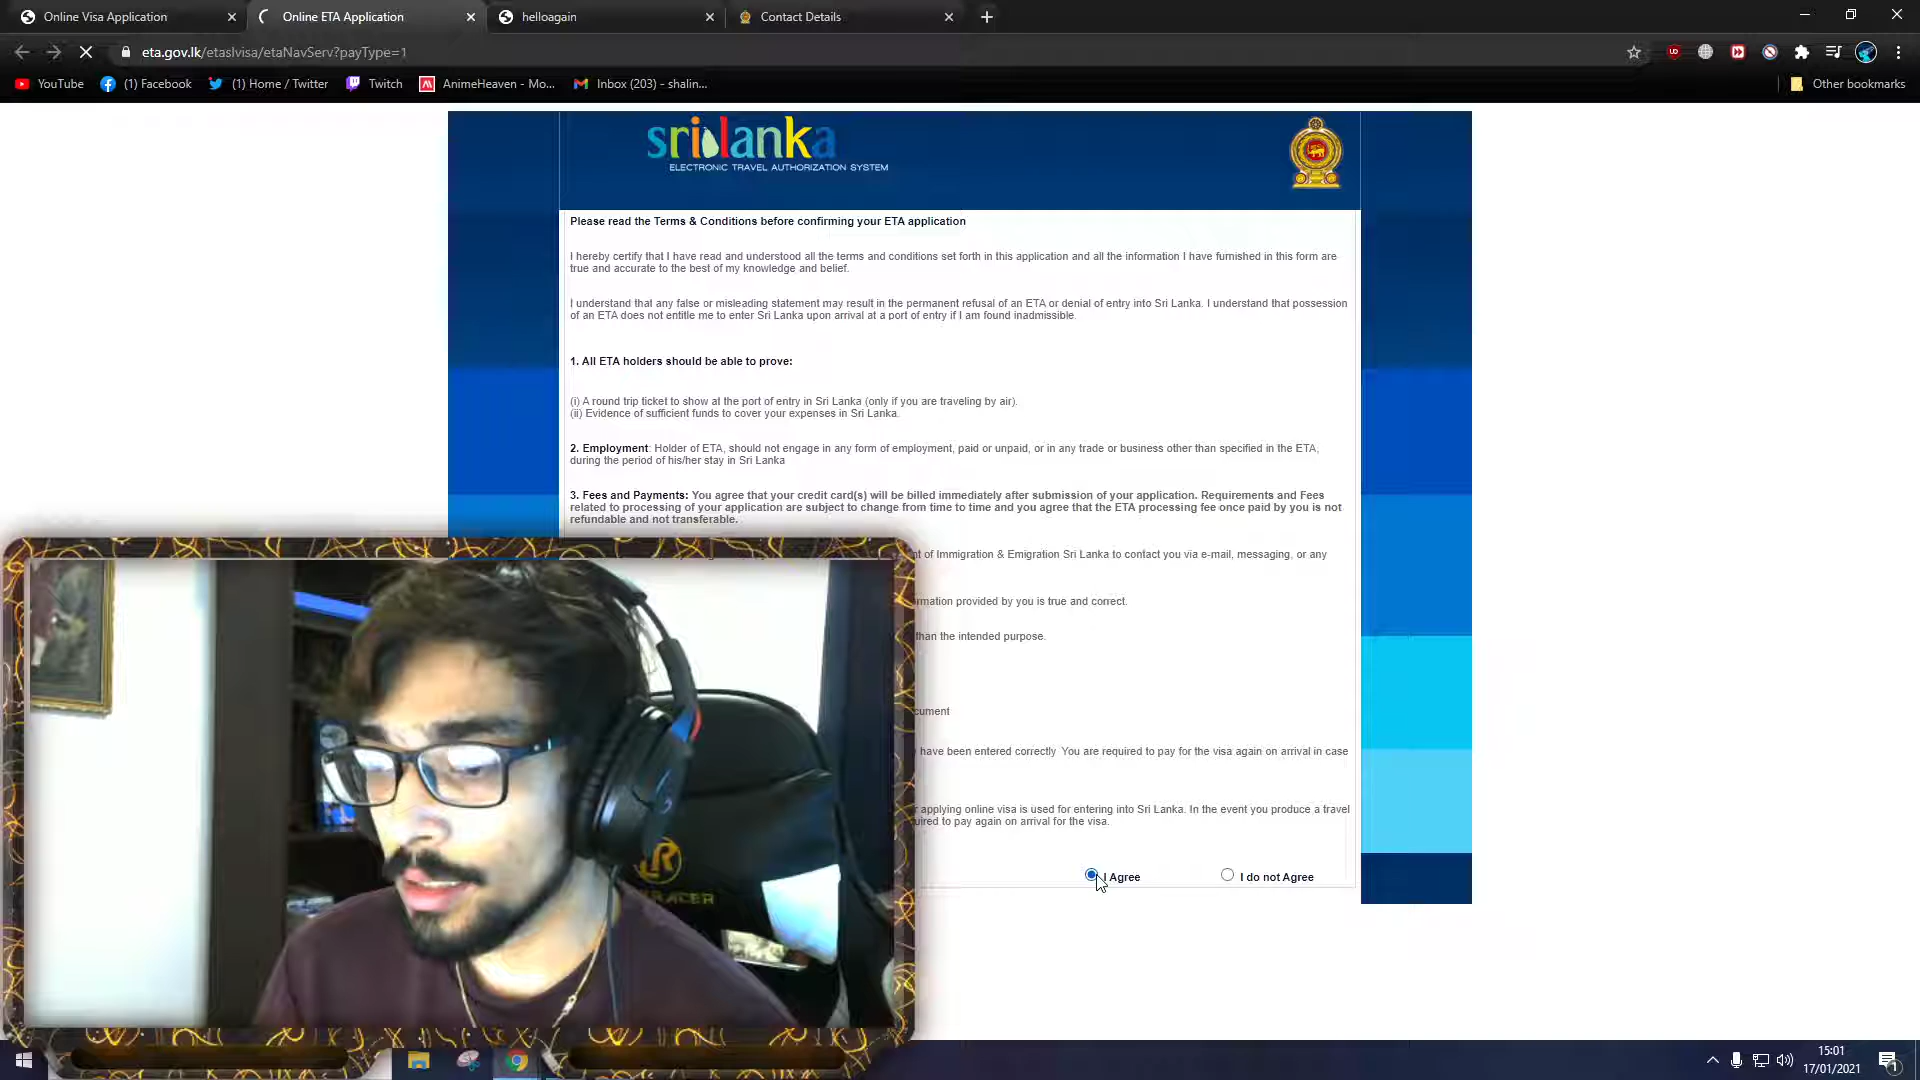 Online Visa Application
Online ETA Application
helloagain
Contact Details
eta.gov.lk/etaslvisa/etaNavServ?payType=1
YouTube
(1) Facebook
(1) Home / Twitter
Twitch
AnimeHeaven - Mo...
Inbox (203) - shalin...
Other bookmarks
srilanka
ELECTRONIC TRAVEL AUTHORIZATION SYSTEM
Please read the Terms & Conditions before confirming your ETA application
I hereby certify that I have read and understood all the terms and conditions set forth in this application and all the information I have furnished in this form are
true and accurate to the best of my knowledge and belief.
I understand that any false or misleading statement may result in the permanent refusal of an ETA or denial of entry into Sri Lanka. I understand that possession
of an ETA does not entitle me to enter Sri Lanka upon arrival at a port of entry if I am found inadmissible.
1. All ETA holders should be able to prove:
(i) A round trip ticket to show at the port of entry in Sri Lanka (only if you are traveling by air).
(ii) Evidence of sufficient funds to cover your expenses in Sri Lanka.
2. Employment: Holder of ETA, should not engage in any form of employment, paid or unpaid, or in any trade or business other than specified in the ETA,
during the period of his/her stay in Sri Lanka
3. Fees and Payments: You agree that your credit card(s) will be billed immediately after submission of your application. Requirements and Fees
related to processing of your application are subject to change from time to time and you agree that the ETA processing fee once paid by you is not
refundable and not transferable.
of Immigration & Emigration Sri Lanka to contact you via e-mail, messaging, or any
provided by you is true and correct.
than the intended purpose.
have been entered correctly. You are required to pay for the visa again on arrival in case
applying online visa is used for entering into Sri Lanka. In the event you produce a travel
to pay again on arrival for the visa.
I Agree
I do not Agree
15:01
17/01/2021